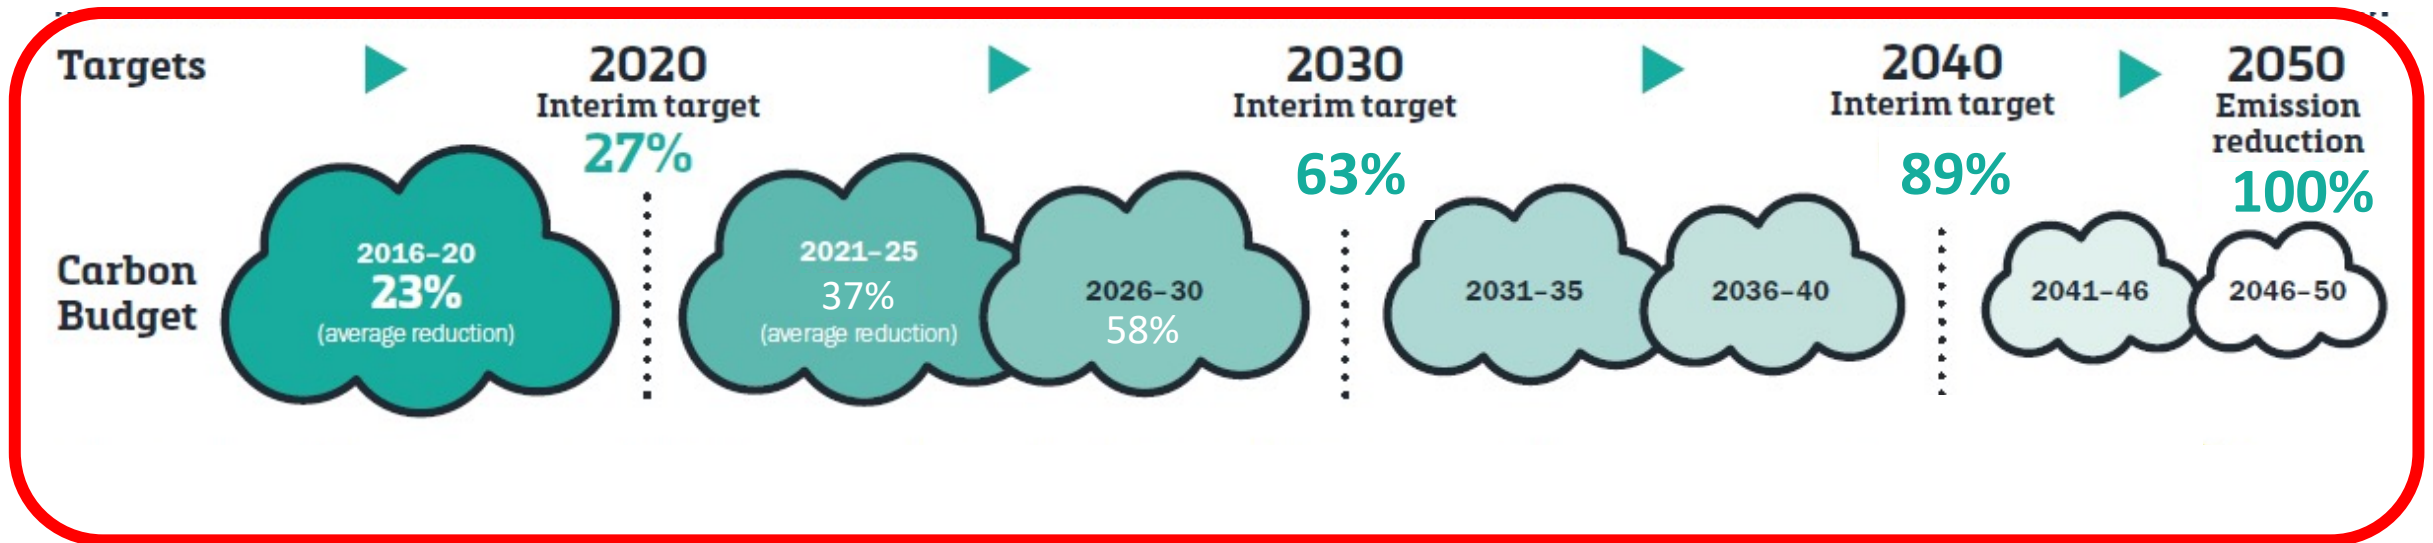 Targets
2020
Interim target
27%
2030
Interim target
63%
2040
Interim target
89%
2050
Emission
reduction
100%
Carbon
Budget
2016–20
23%
(average reduction)
2021–25
37%
(average reduction)
2026–30
58%
2031–35
2036–40
2041–46
2046–50